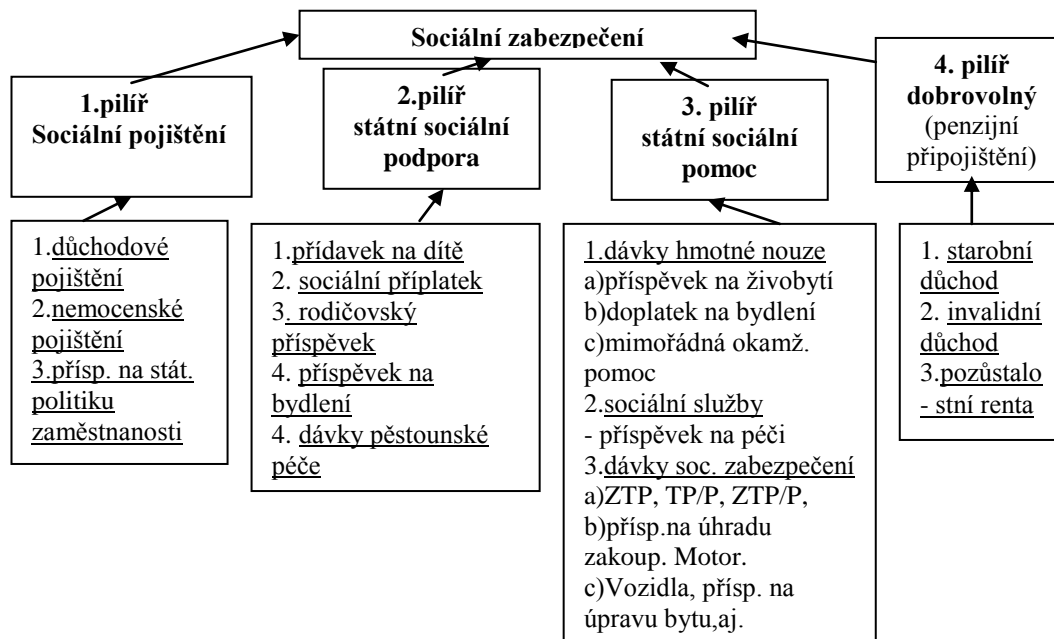 Sociální zabezpečení
1.pilíř
Sociální pojištění
2.pilíř
státní sociální
podpora
3. pilíř
státní sociální
pomoc
4. pilíř
dobrovolný
(penzijní
připojištění)
1.důchodové
pojištění
2.nemocenské
pojištění
3.přísp. na stát.
politiku
zaměstnanosti
1.přídavek na dítě
2. sociální příplatek
3. rodičovský
příspěvek
4. příspěvek na
bydlení
4. dávky pěstounské
péče
1.dávky hmotné nouze
a)příspěvek na živobytí
b)doplatek na bydlení
c)mimořádná okamž.
pomoc
2.sociální služby
- příspěvek na péči
3.dávky soc. zabezpečení
a)ZTP, TP/P, ZTP/P,
b)přísp.na úhradu
zakoup. Motor.
c)Vozidla, přísp. na
úpravu bytu,aj.
1. starobní
důchod
2. invalidní
důchod
3.pozůstalo
- stní renta